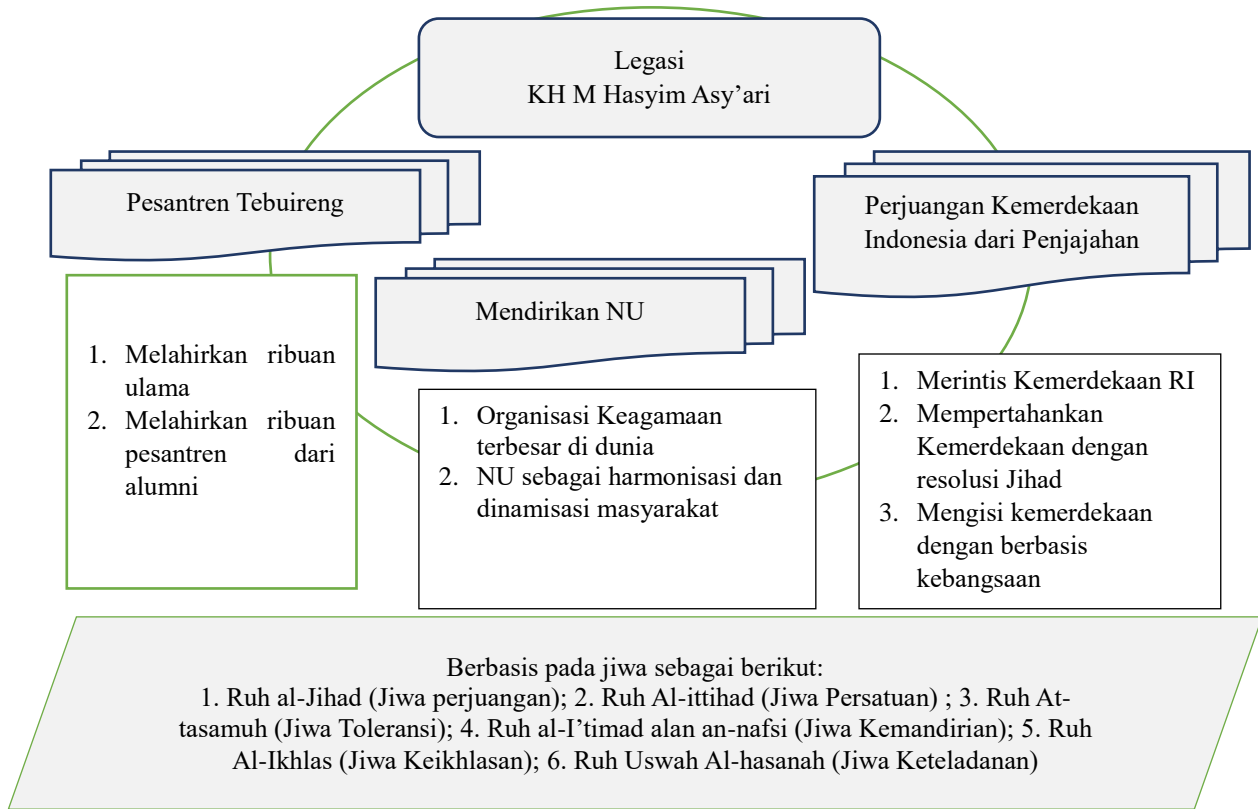 Legasi
KH M Hasyim Asy’ari
Pesantren Tebuireng
1. Melahirkan ribuan
ulama
2. Melahirkan ribuan
pesantren dari
alumni
Mendirikan NU
1. Organisasi Keagamaan
terbesar di dunia
2. NU sebagai harmonisasi dan
dinamisasi masyarakat
Perjuangan Kemerdekaan
Indonesia dari Penjajahan
1. Merintis Kemerdekaan RI
2. Mempertahankan
Kemerdekaan dengan
resolusi Jihad
3. Mengisi kemerdekaan
dengan berbasis
kebangsaan
Berbasis pada jiwa sebagai berikut:
1. Ruh al-Jihad (Jiwa perjuangan); 2. Ruh Al-ittihad (Jiwa Persatuan) ; 3. Ruh At-
tasamuh (Jiwa Toleransi); 4. Ruh al-I’timad alan an-nafsi (Jiwa Kemandirian); 5. Ruh
Al-Ikhlas (Jiwa Keikhlasan); 6. Ruh Uswah Al-hasanah (Jiwa Keteladanan)